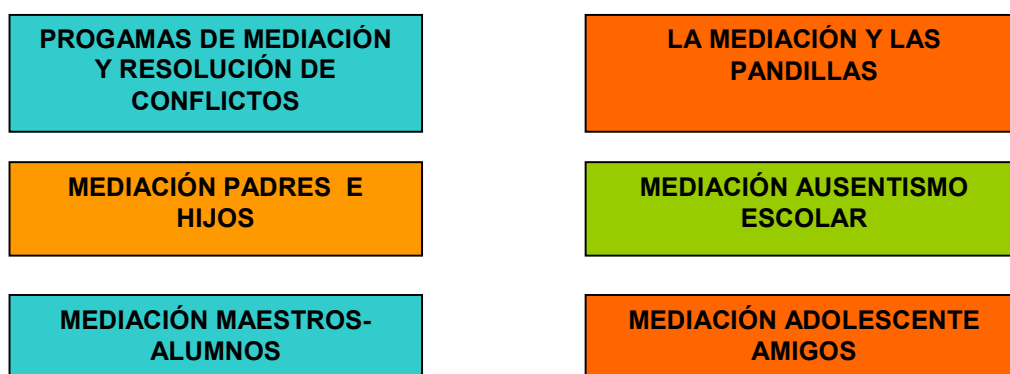 PROGAMAS DE MEDIACIÓN
Y RESOLUCIÓN DE
CONFLICTOS
LA MEDIACIÓN Y LAS
PANDILLAS
MEDIACIÓN PADRES E
HIJOS
MEDIACIÓN AUSENTISMO
ESCOLAR
MEDIACIÓN MAESTROS-
ALUMNOS
MEDIACIÓN ADOLESCENTE
AMIGOS